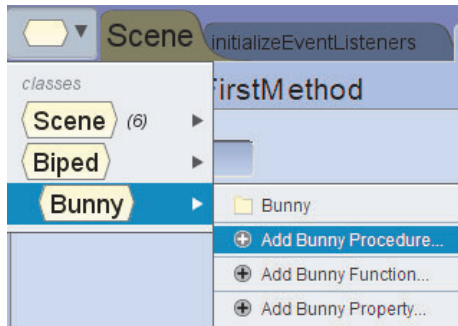 Scene initializeEventListeners
classes
irstMethod
Scene (6)
Biped
Bunny
Bunny
Add Bunny Procedure...
Add Bunny Function...
Add Bunny Property...